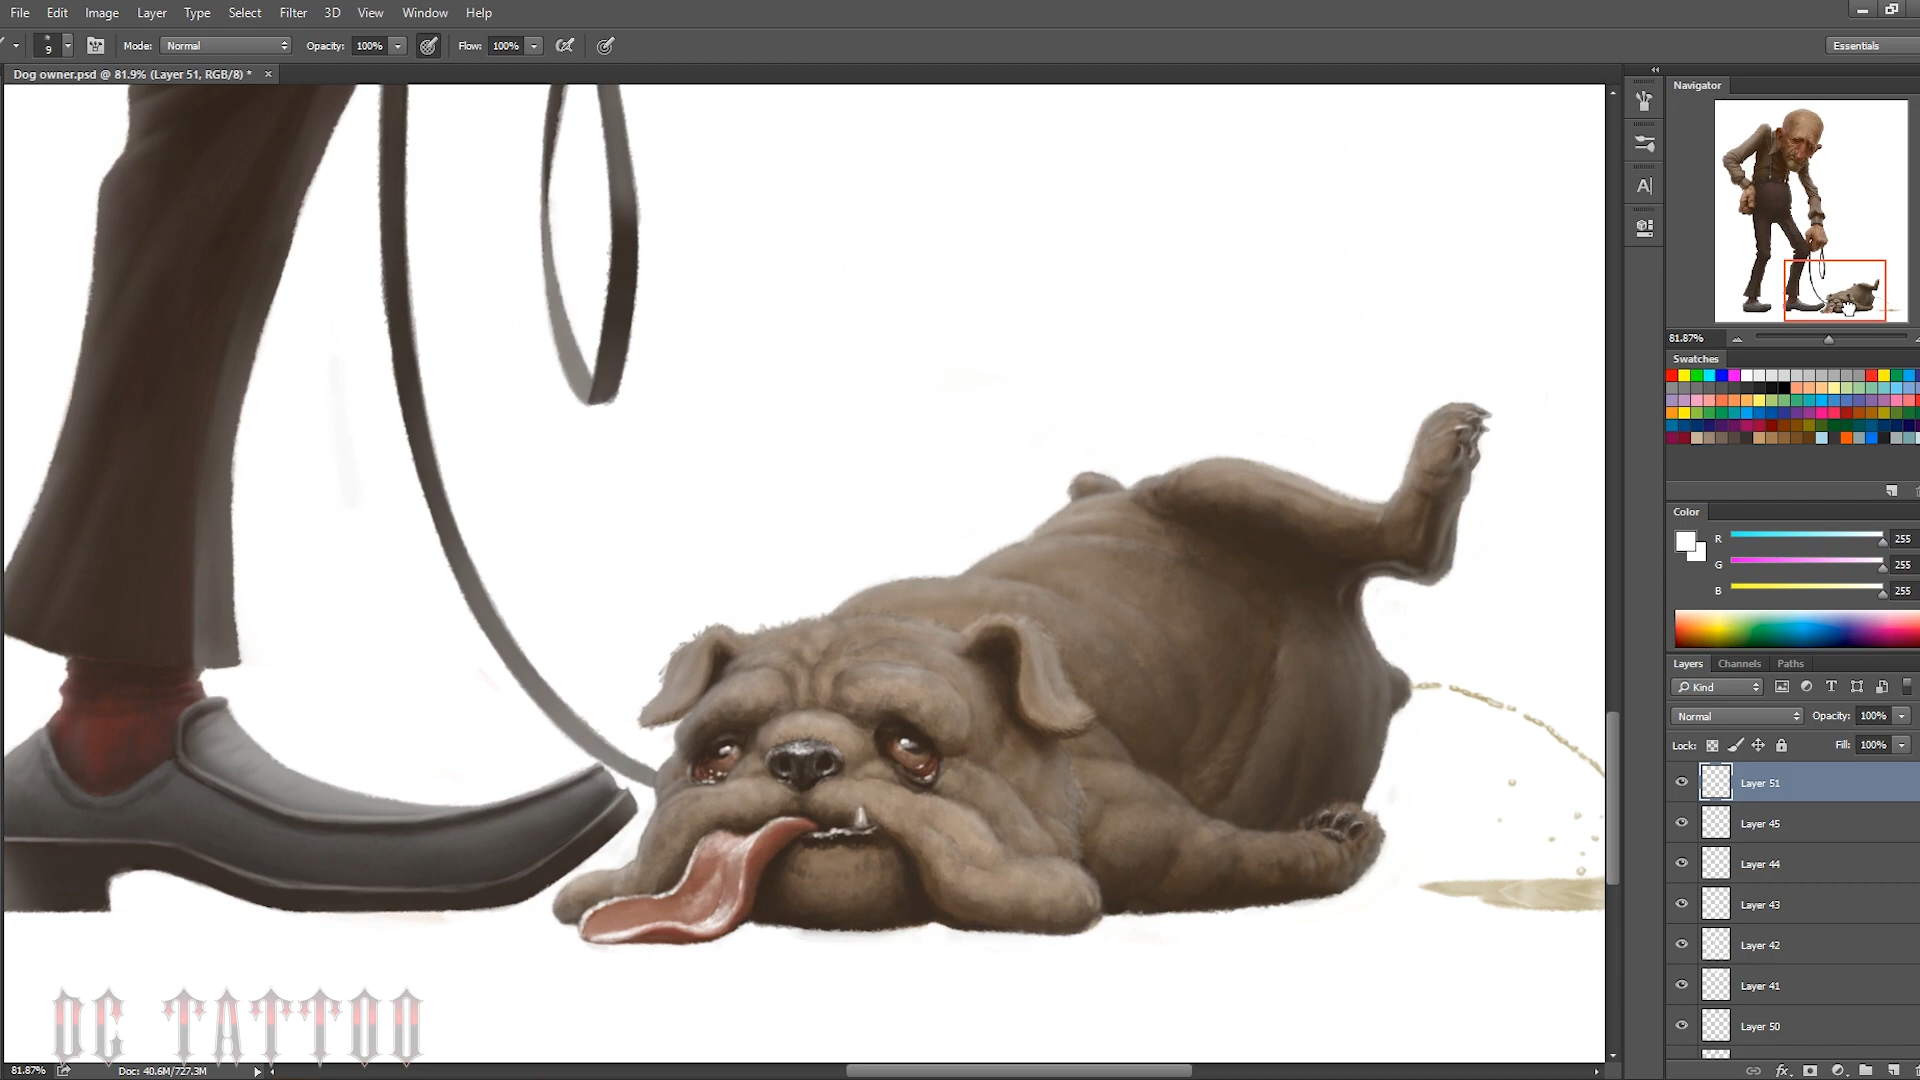 File Edit Image Layer Type Select Filter 3D View Window Help
9 Mode: Normal Opacity: 100% Flow: 100% Essentials
Dog owner.psd @ 81.9% (Layer 51, RGB/8) * ×
Navigator
81.87%
Swatches
Color
R 255
G 255
B 255
Layers Channels Paths
Kind
Normal Opacity: 100%
Lock: Fill: 100%
Layer 51
Layer 45
Layer 44
Layer 43
Layer 42
Layer 41
Layer 50
DC TATTOO
81.87% Doc: 40.6M/727.3M